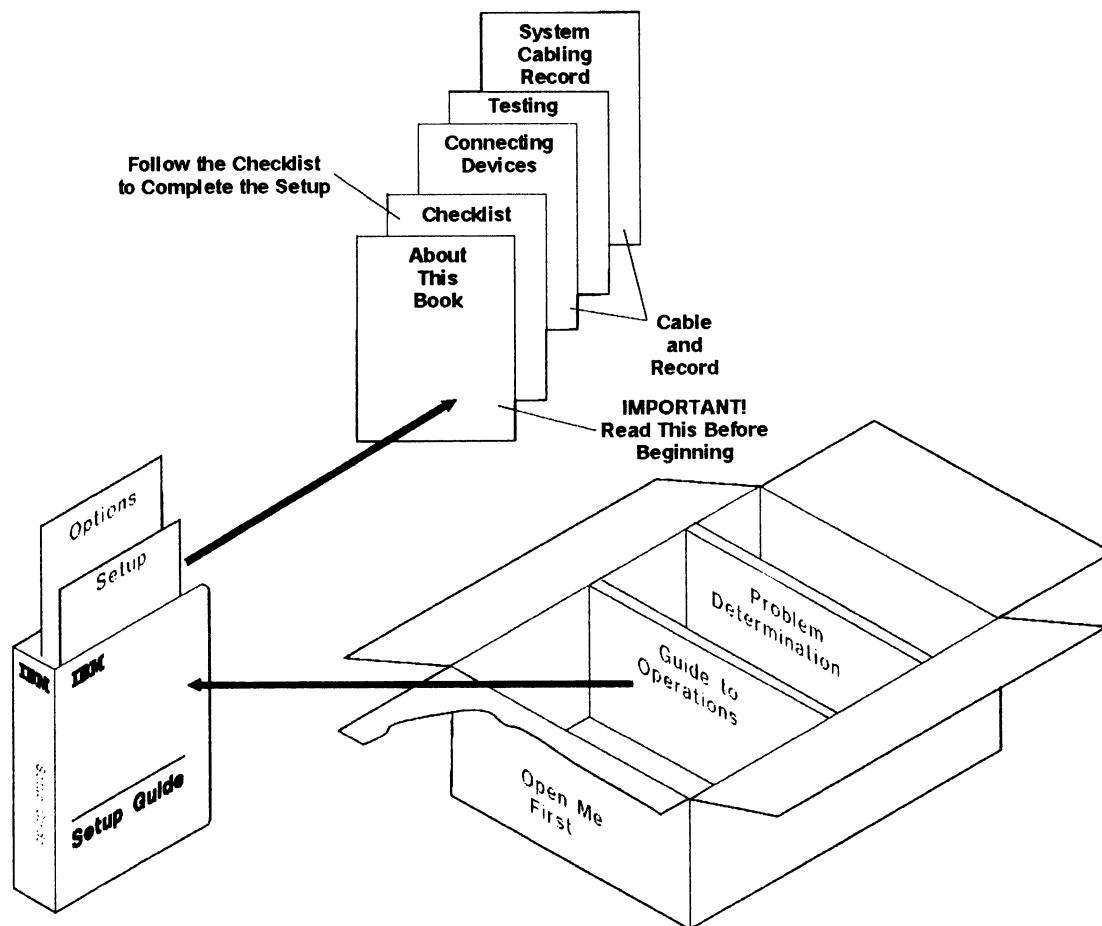 System
Cabling
Record
Testing
Connecting
Devices
Follow the Checklist
to Complete the Setup
Checklist
About
This
Book
Cable
and
Record
IMPORTANT!
Read This Before
Beginning
Options
Setup
IBM
IBM
Setup Guide
Setup Guide
Problem
Determination
Guide to
Operations
Open Me
First